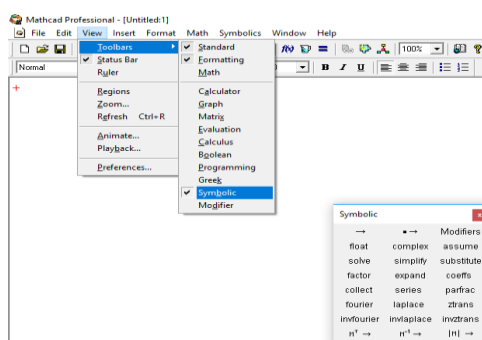 Mathcad Professional - [Untitled:1]
File Edit View Insert Format Math Symbolics Window Help
100%
Normal
B I U
Toolbars
Status Bar
Ruler
Regions
Zoom...
Refresh Ctrl+R
Animate...
Playback...
Preferences...
Standard
Formatting
Math
Calculator
Graph
Matrix
Evaluation
Calculus
Boolean
Programming
Greek
Symbolic
Modifier
Symbolic x
→ ▪ → Modifiers
float complex assume
solve simplify substitute
factor expand coeffs
collect series parfrac
fourier laplace ztrans
invfourier invlaplace invztrans
mᵀ → m⁻¹ → |m| →